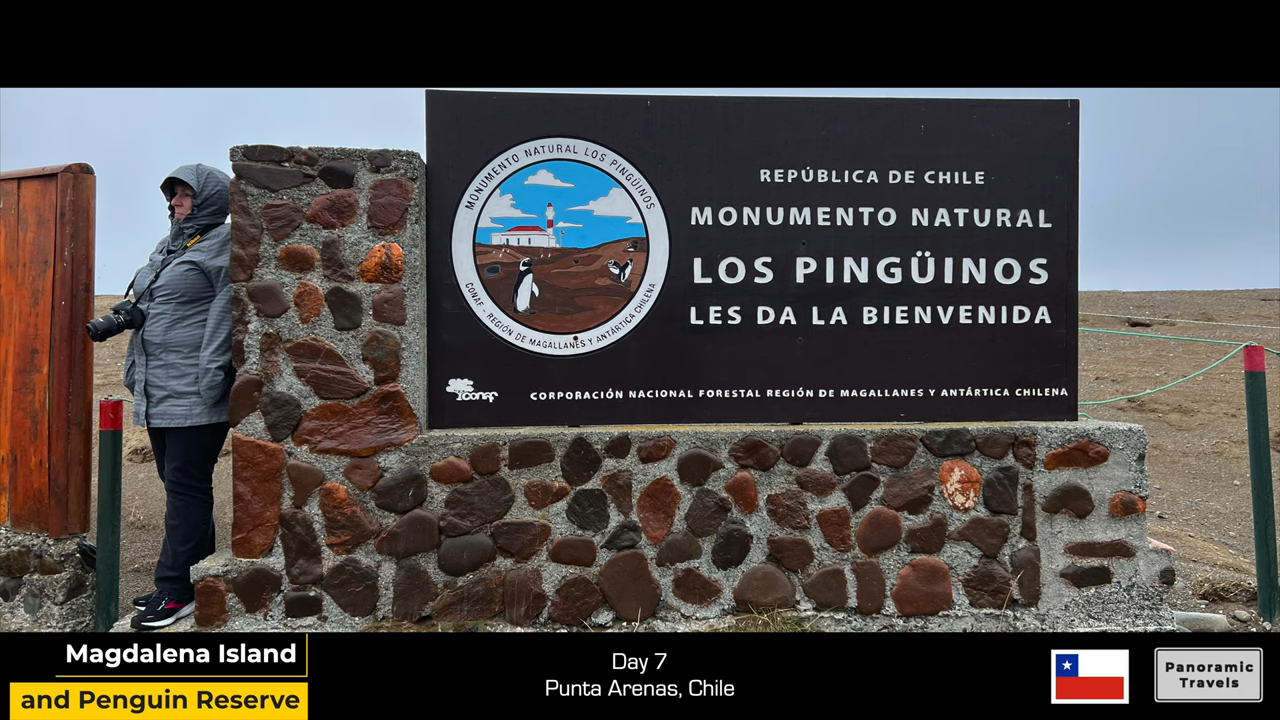 MONUMENTO NATURAL LOS PINGÜINOS
CONAF - REGIÓN DE MAGALLANES Y ANTÁRTICA CHILENA
REPÚBLICA DE CHILE
MONUMENTO NATURAL
LOS PINGÜINOS
LES DA LA BIENVENIDA
CONAF
CORPORACIÓN NACIONAL FORESTAL REGIÓN DE MAGALLANES Y ANTÁRTICA CHILENA
Magdalena Island
and Penguin Reserve
Day 7
Punta Arenas, Chile
Panoramic
Travels